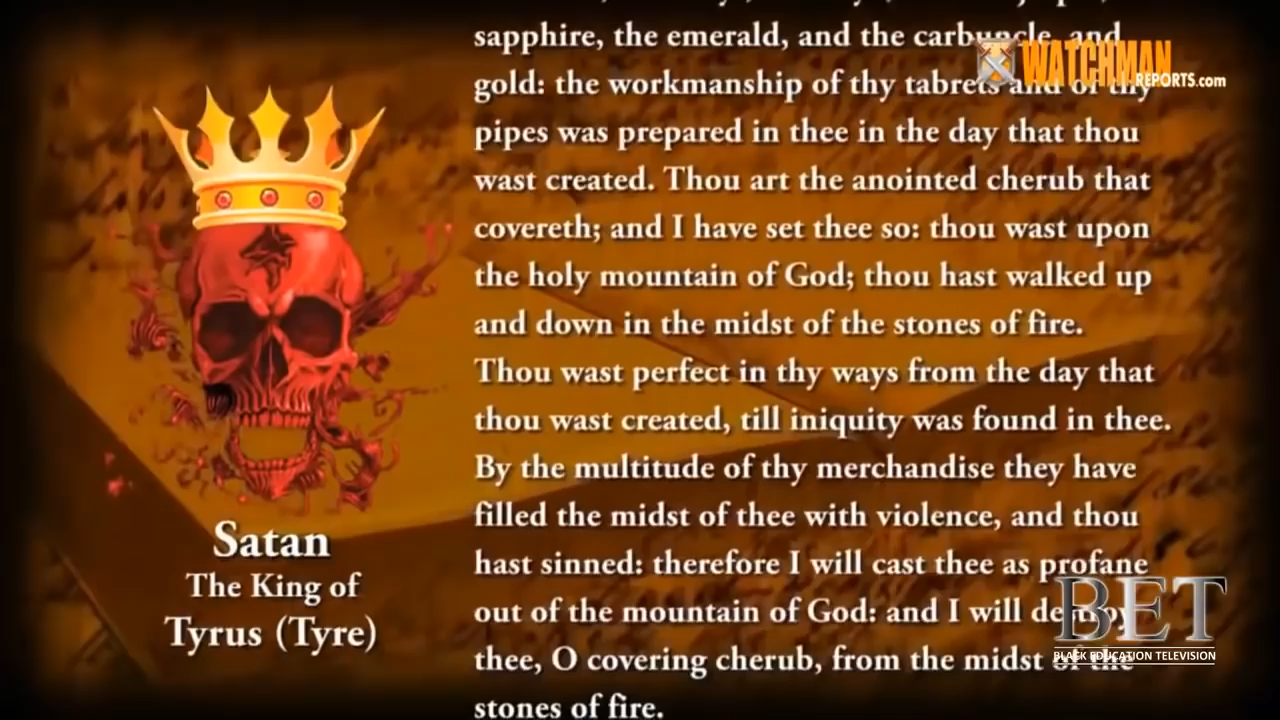 sapphire, the emerald, and the carbuncle, and
gold: the workmanship of thy tabrets and of thy
pipes was prepared in thee in the day that thou
wast created. Thou art the anointed cherub that
covereth; and I have set thee so: thou wast upon
the holy mountain of God; thou hast walked up
and down in the midst of the stones of fire.
Thou wast perfect in thy ways from the day that
thou wast created, till iniquity was found in thee.
By the multitude of thy merchandise they have
filled the midst of thee with violence, and thou
hast sinned: therefore I will cast thee as profane
out of the mountain of God: and I will destroy
thee, O covering cherub, from the midst of the
stones of fire.
Satan
The King of
Tyrus (Tyre)
WATCHMAN
REPORTS.com
BET
BLACK EDUCATION TELEVISION